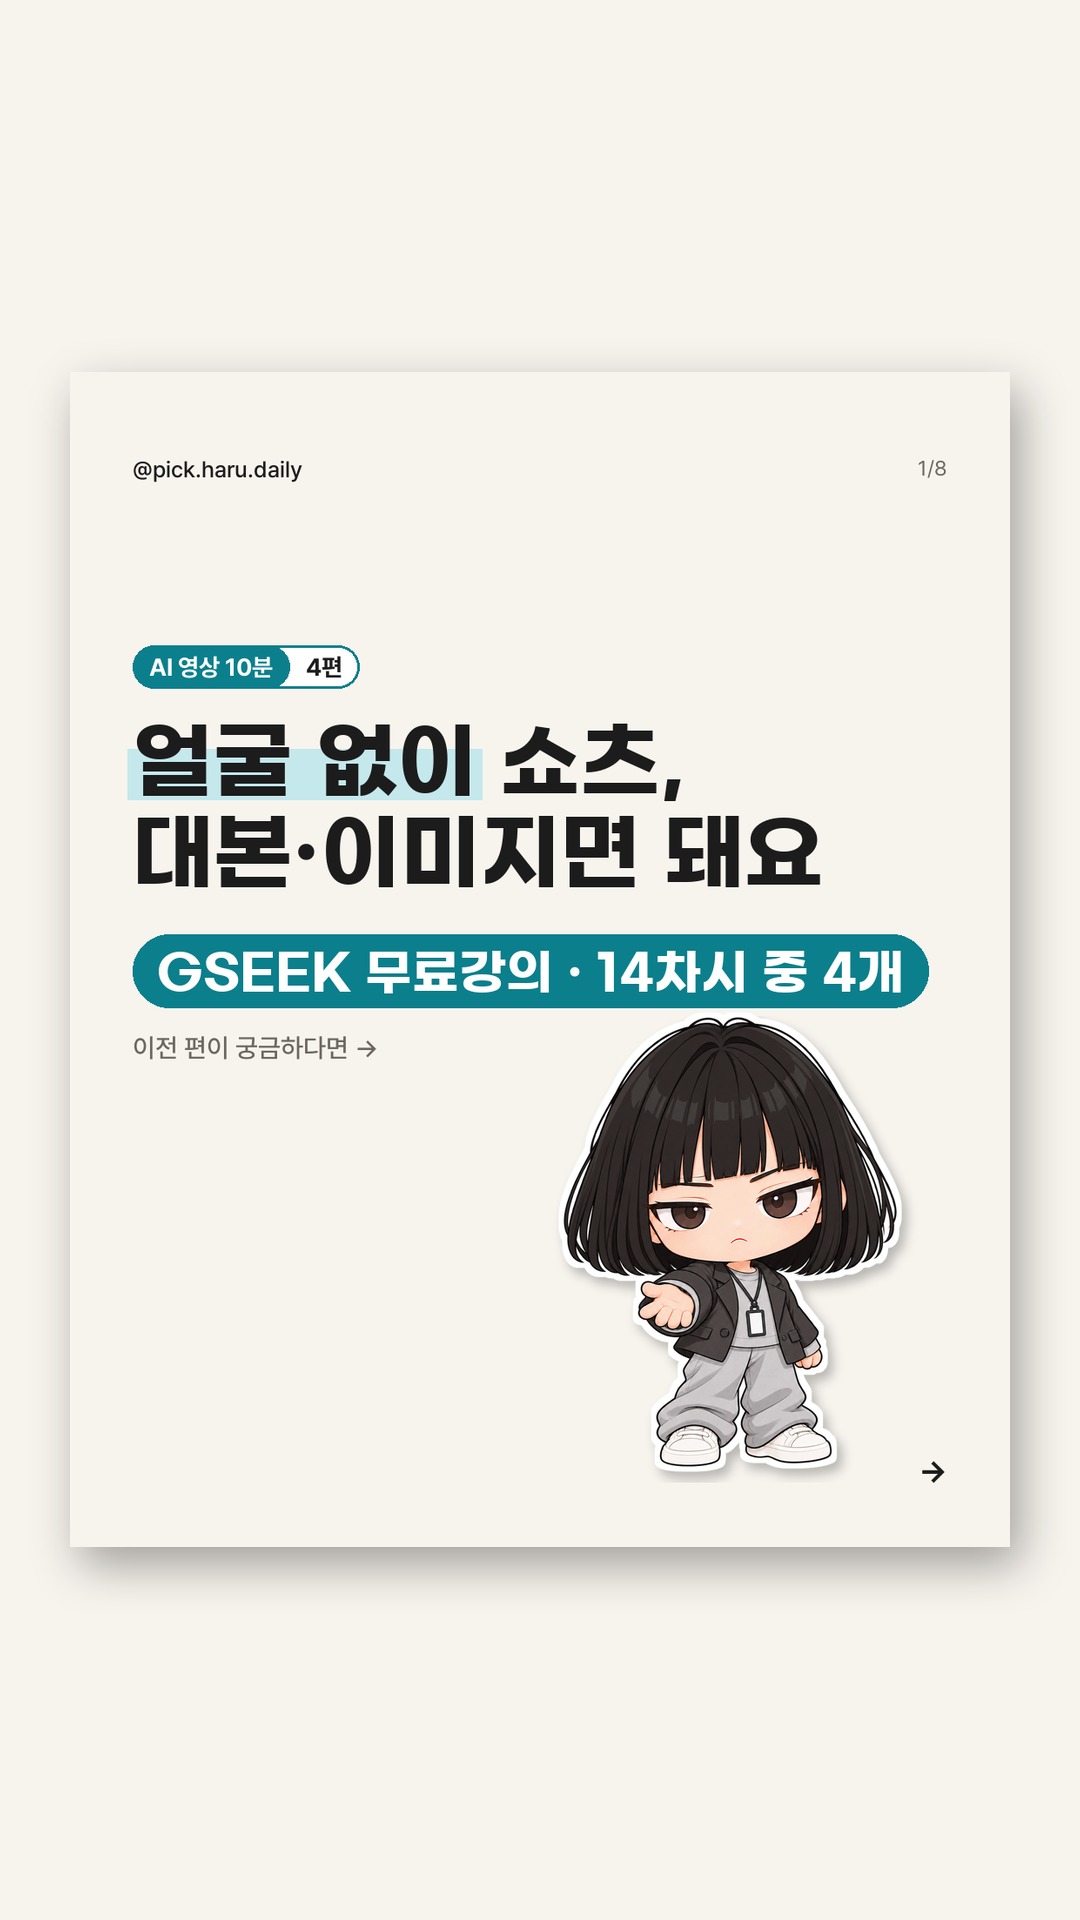 @pick.haru.daily
1/8
AI 영상 10분 4편
얼굴 없이 쇼츠,
대본·이미지면 돼요
GSEEK 무료강의 · 14차시 중 4개
이전 편이 궁금하다면 →
→